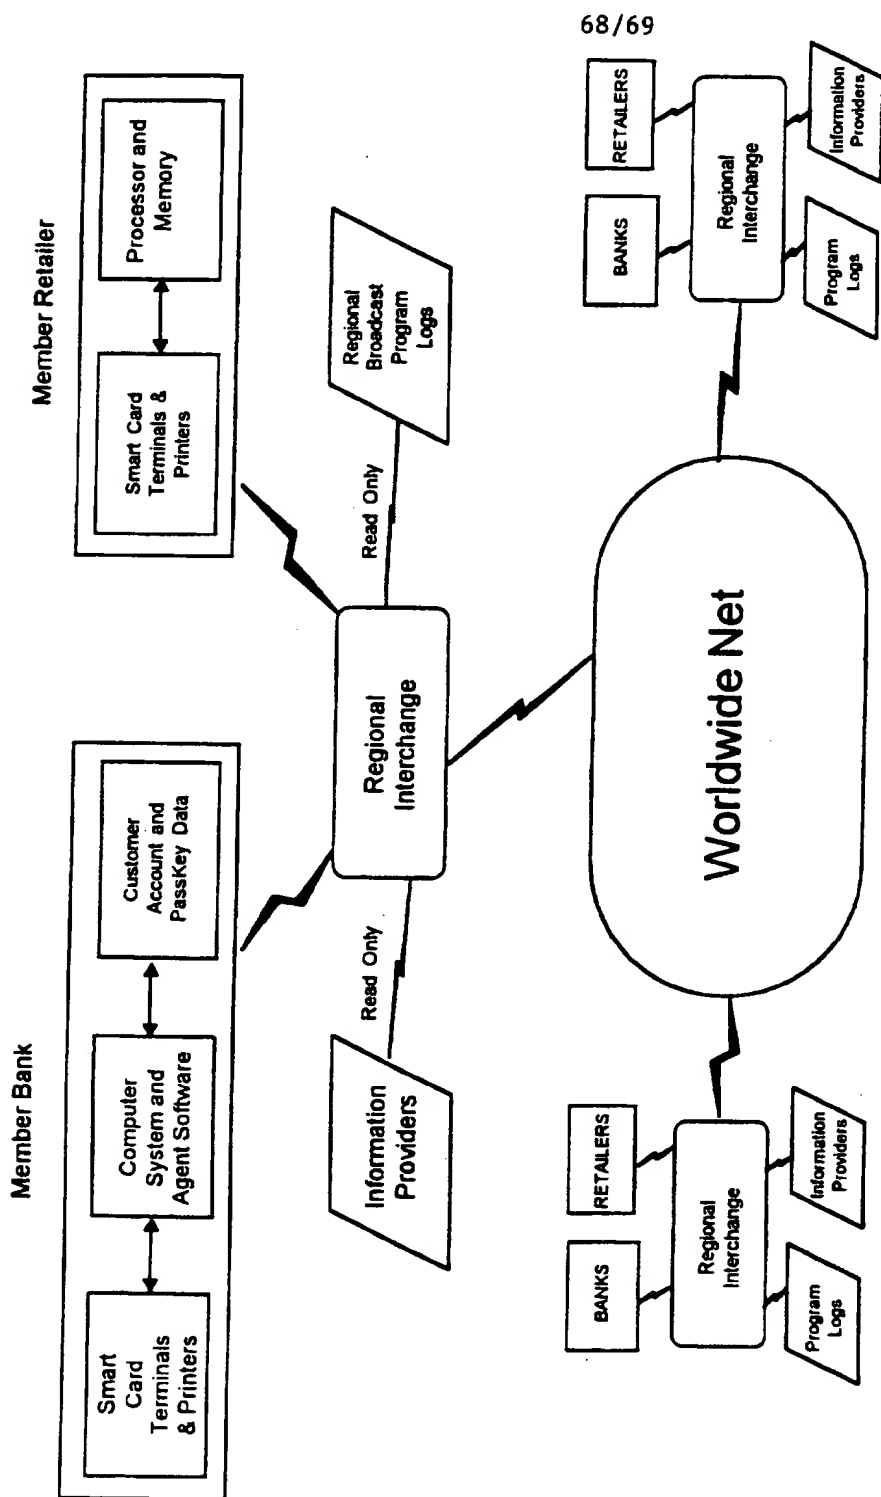 68/69
Member Bank
Smart
Card
Terminals
& Printers
Computer
System and
Agent Software
Customer
Account and
PassKey Data
Member Retailer
Smart Card
Terminals &
Printers
Processor and
Memory
Information
Providers
Read Only
Regional
Interchange
Read Only
Regional
Broadcast
Program
Logs
BANKS
RETAILERS
Regional
Interchange
Program
Logs
Information
Providers
Worldwide Net
BANKS
RETAILERS
Regional
Interchange
Program
Logs
Information
Providers